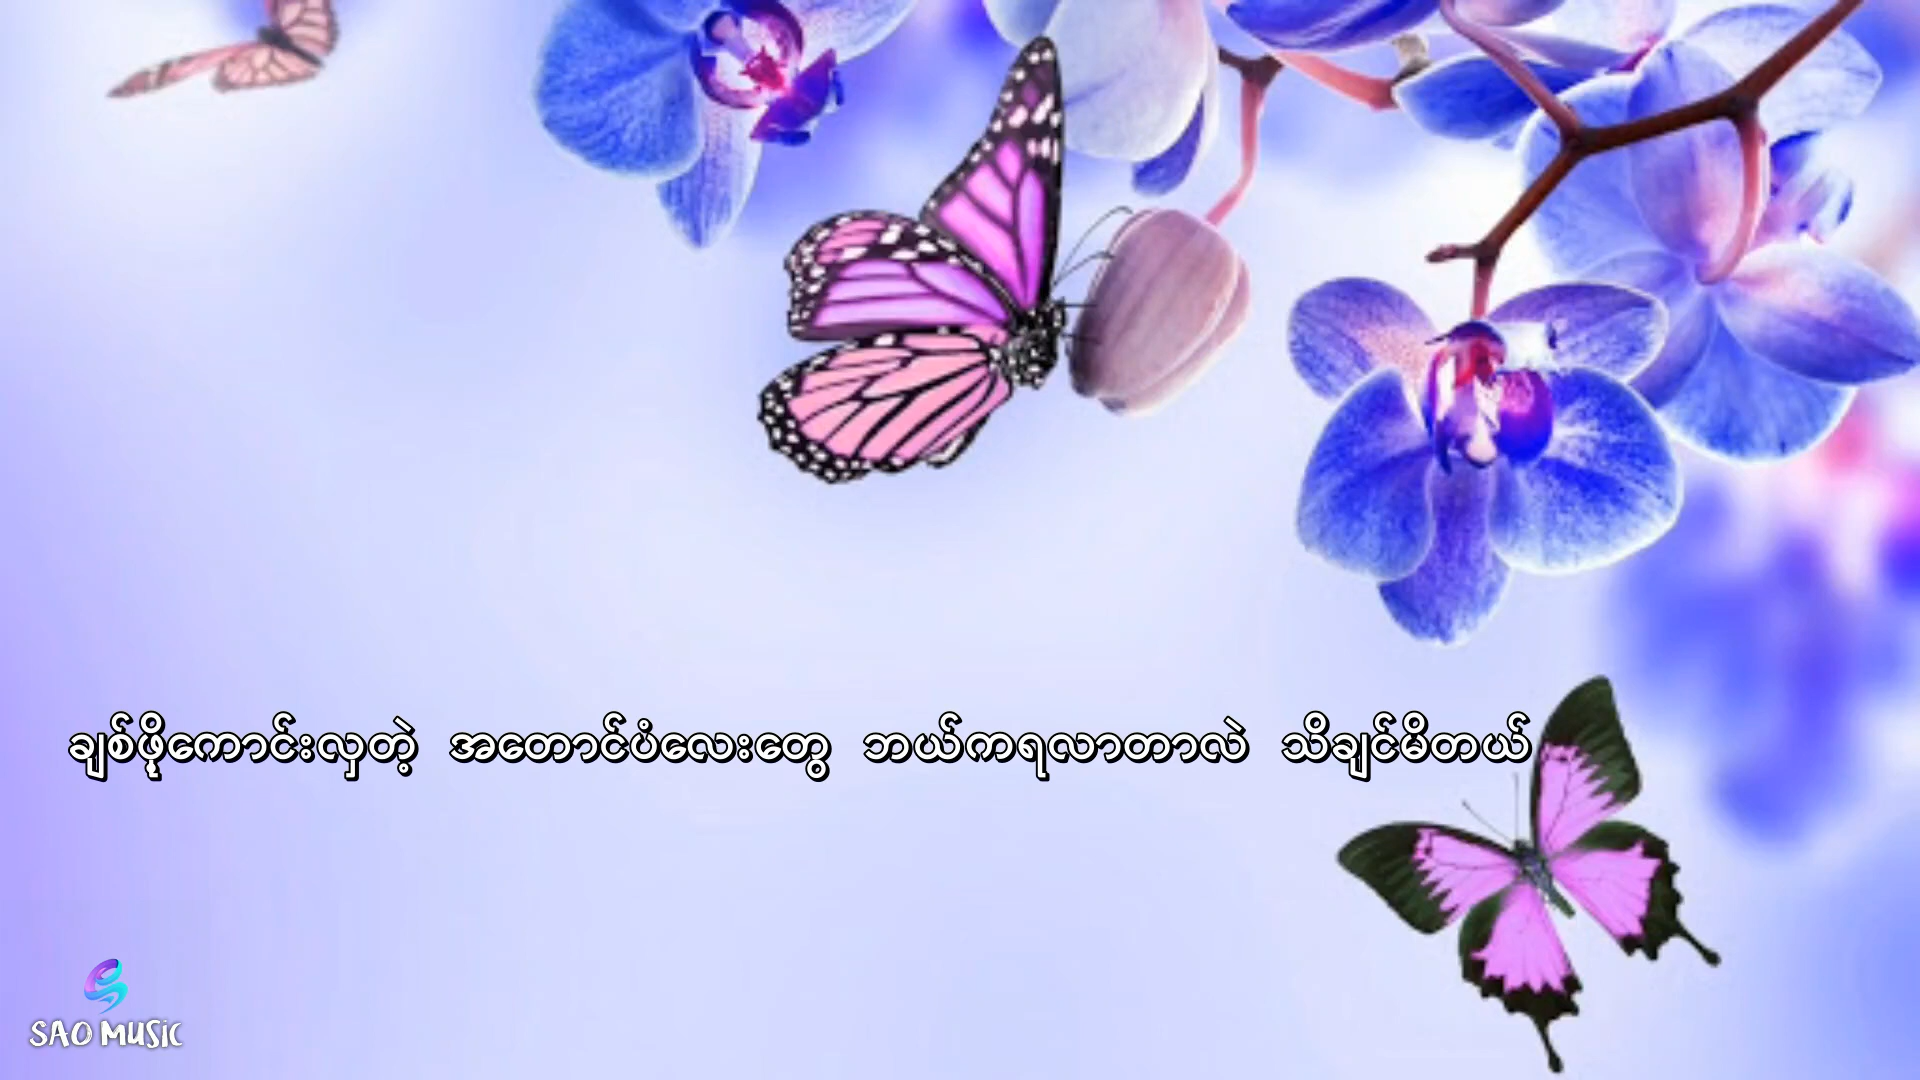 ချစ်ဖို့ကောင်းလှတဲ့ အတောင်ပံလေးတွေ ဘယ်ကရလာတာလဲ သိချင်မိတယ်
SAO MUSIC